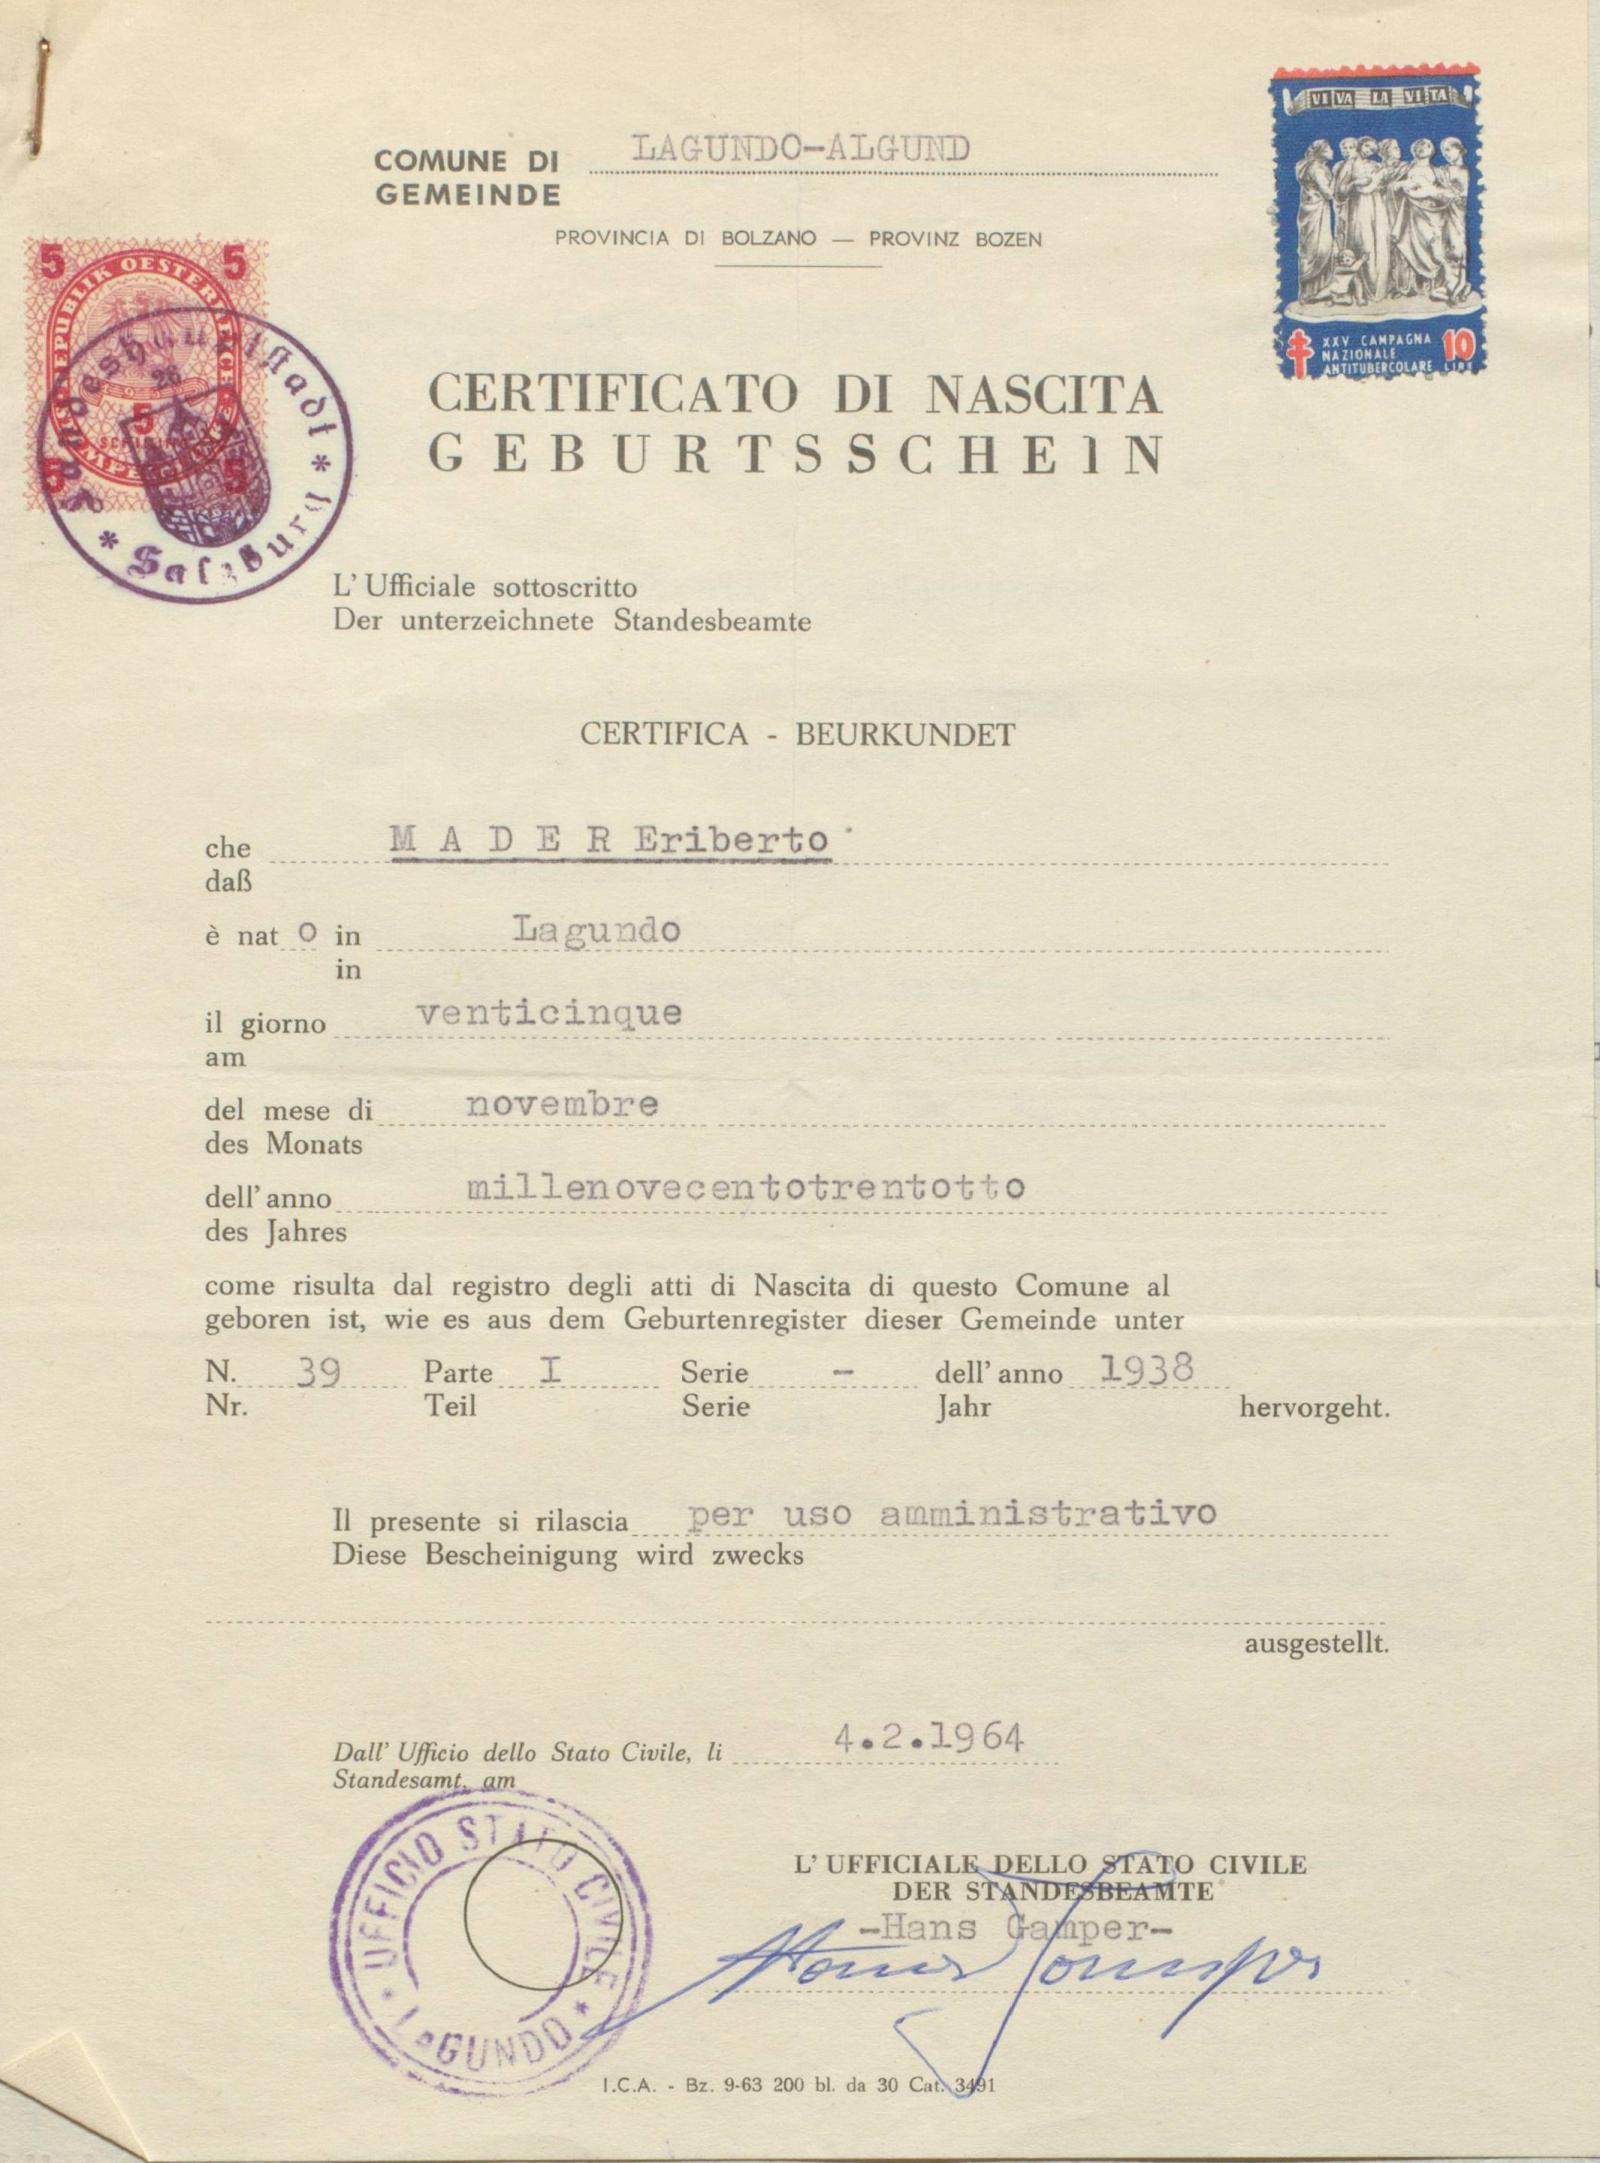 VIVA LA VITA
COMUNE DI LAGUNDO-ALGUND
GEMEINDE
PROVINCIA DI BOLZANO — PROVINZ BOZEN
5 5
REPUBLIK OESTERREICH
26
5
SCHILLING
5 5
STEMPELMARKE
Landeshauptstadt
* Salzburg *
XXV CAMPAGNA
NAZIONALE
ANTITUBERCOLARE
10
LIRE
CERTIFICATO DI NASCITA
GEBURTSSCHEIN
L' Ufficiale sottoscritto
Der unterzeichnete Standesbeamte
CERTIFICA - BEURKUNDET
che M A D E R Eriberto
daß
è nat o in Lagundo
in
il giorno venticinque
am
del mese di novembre
des Monats
dell' anno millenovecentotrentotto
des Jahres
come risulta dal registro degli atti di Nascita di questo Comune al
geboren ist, wie es aus dem Geburtenregister dieser Gemeinde unter
N. 39 Parte I Serie - dell' anno 1938
Nr. Teil Serie Jahr hervorgeht.
Il presente si rilascia per uso amministrativo
Diese Bescheinigung wird zwecks
ausgestellt.
Dall' Ufficio dello Stato Civile, li 4.2.1964
Standesamt, am
UFFICIO STATO CIVILE
* LAGUNDO *
L' UFFICIALE DELLO STATO CIVILE
DER STANDESBEAMTE
-Hans Gamper-
Hans Gamper
I.C.A. - Bz. 9-63 200 bl. da 30 Cat. 3491